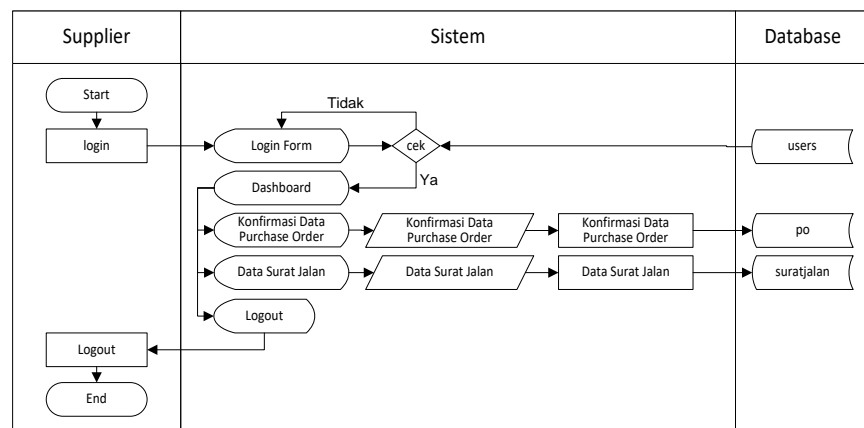 Supplier
Sistem
Database
Start
Tidak
login
Login Form
cek
users
Ya
Dashboard
Konfirmasi Data
Purchase Order
Konfirmasi Data
Purchase Order
Konfirmasi Data
Purchase Order
po
Data Surat Jalan
Data Surat Jalan
Data Surat Jalan
suratjalan
Logout
Logout
End